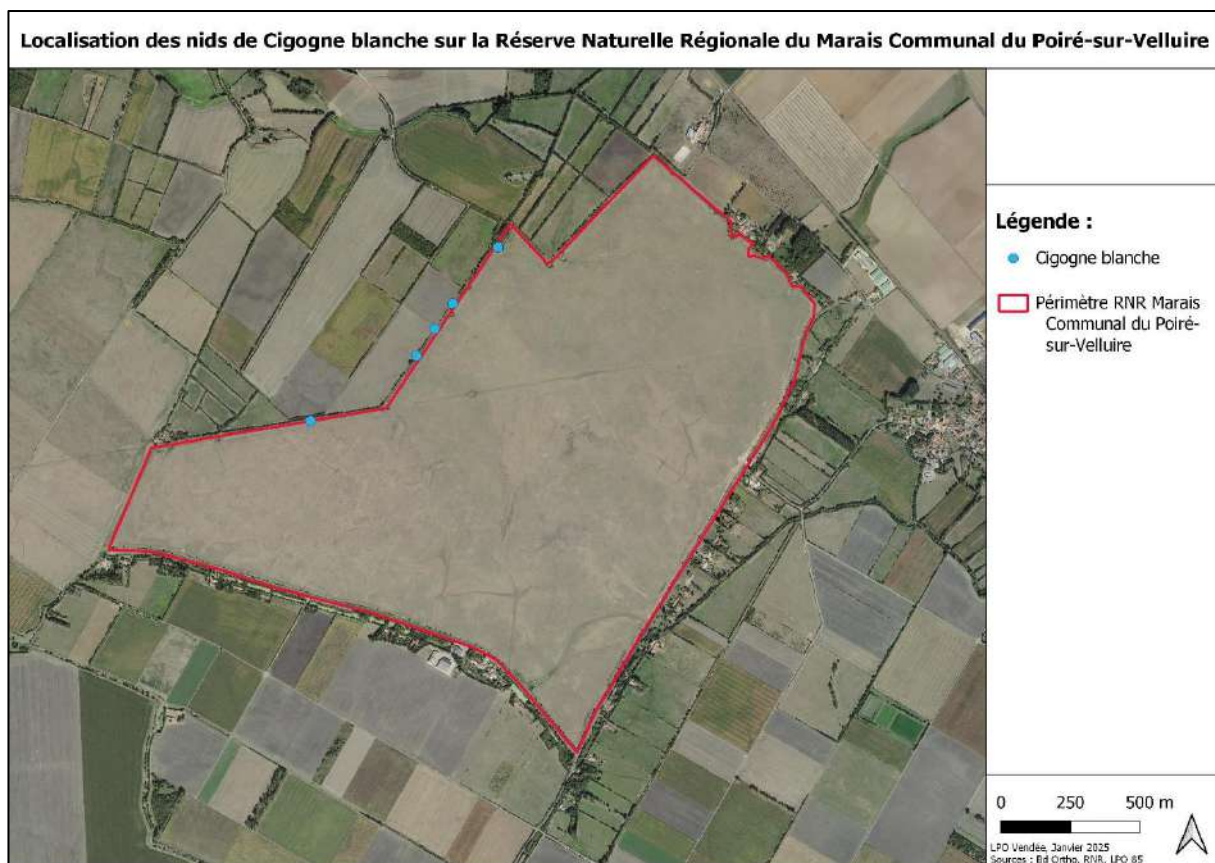 Localisation des nids de Cigogne blanche sur la Réserve Naturelle Régionale du Marais Communal du Poiré-sur-Velluire
Légende :
Cigogne blanche
Périmètre RNR Marais
Communal du Poiré-
sur-Velluire
0 250 500 m
LPO Vendée, Janvier 2025
Sources : Bd Ortho, RNR, LPO 85